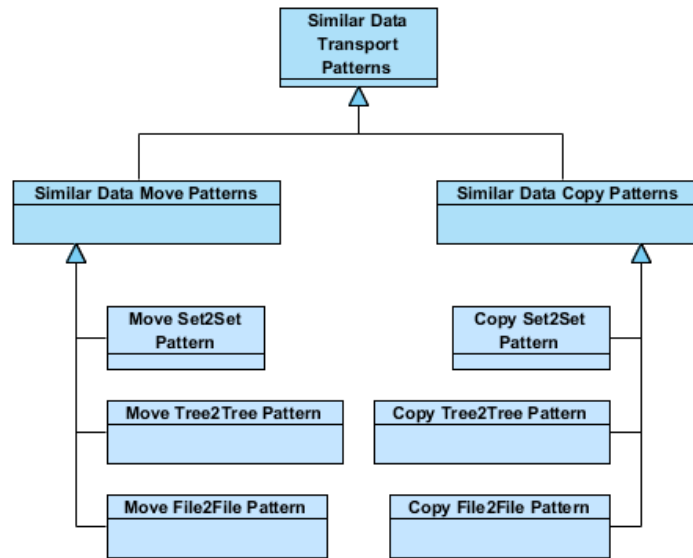 Similar Data
Transport
Patterns
Similar Data Move Patterns
Similar Data Copy Patterns
Move Set2Set
Pattern
Copy Set2Set
Pattern
Move Tree2Tree Pattern
Copy Tree2Tree Pattern
Move File2File Pattern
Copy File2File Pattern